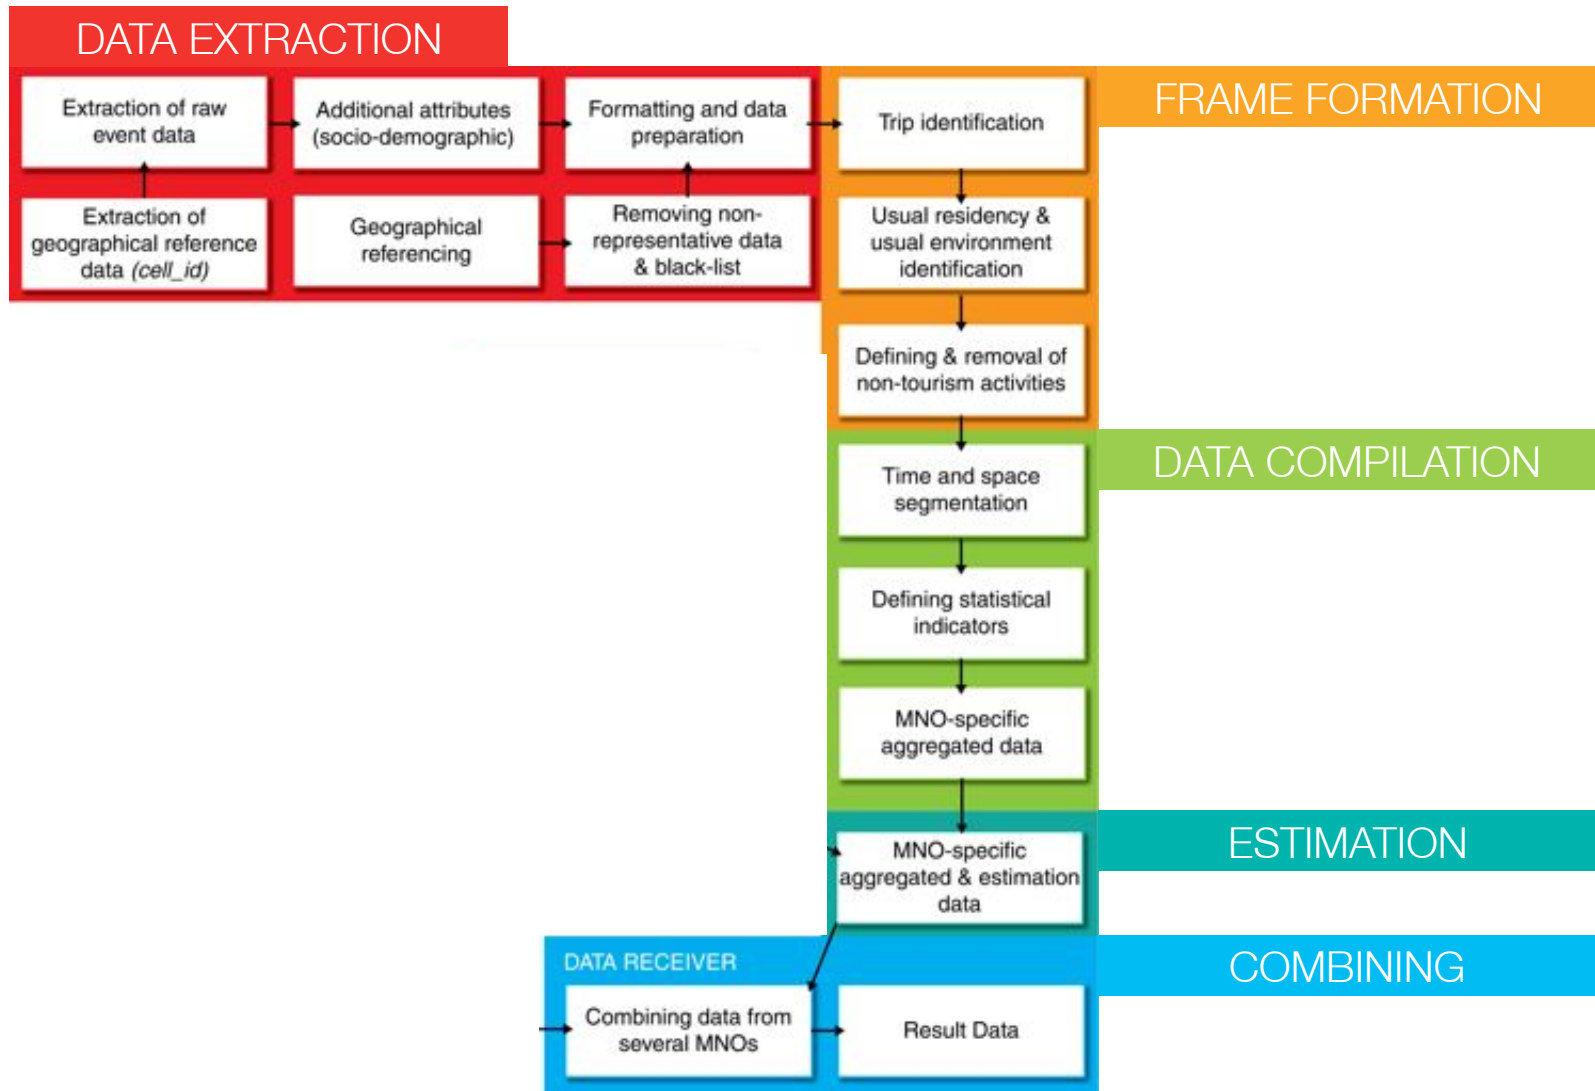 DATA EXTRACTION
Extraction of raw
event data
Additional attributes
(socio-demographic)
Formatting and data
preparation
Trip identification
FRAME FORMATION
Extraction of
geographical reference
data (cell_id)
Geographical
referencing
Removing non-
representative data
& black-list
Usual residency &
usual environment
identification
Defining & removal of
non-tourism activities
DATA COMPILATION
Time and space
segmentation
Defining statistical
indicators
MNO-specific
aggregated data
ESTIMATION
MNO-specific
aggregated & estimation
data
COMBINING
DATA RECEIVER
Combining data from
several MNOs
Result Data